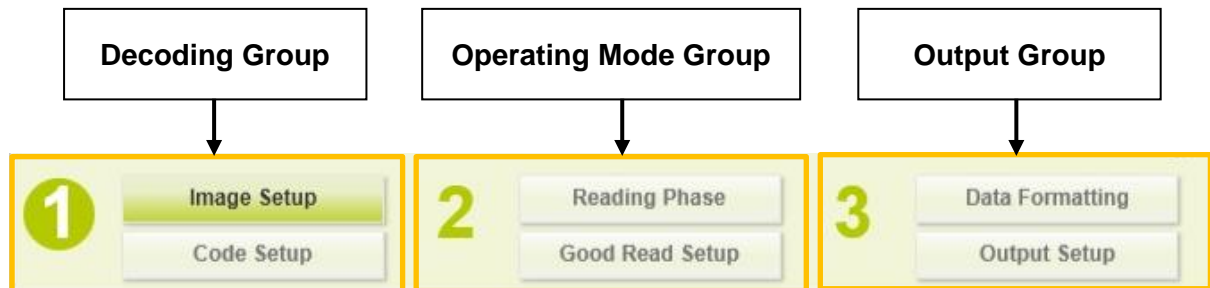 Decoding Group
Operating Mode Group
Output Group
1
Image Setup
Code Setup
2
Reading Phase
Good Read Setup
3
Data Formatting
Output Setup